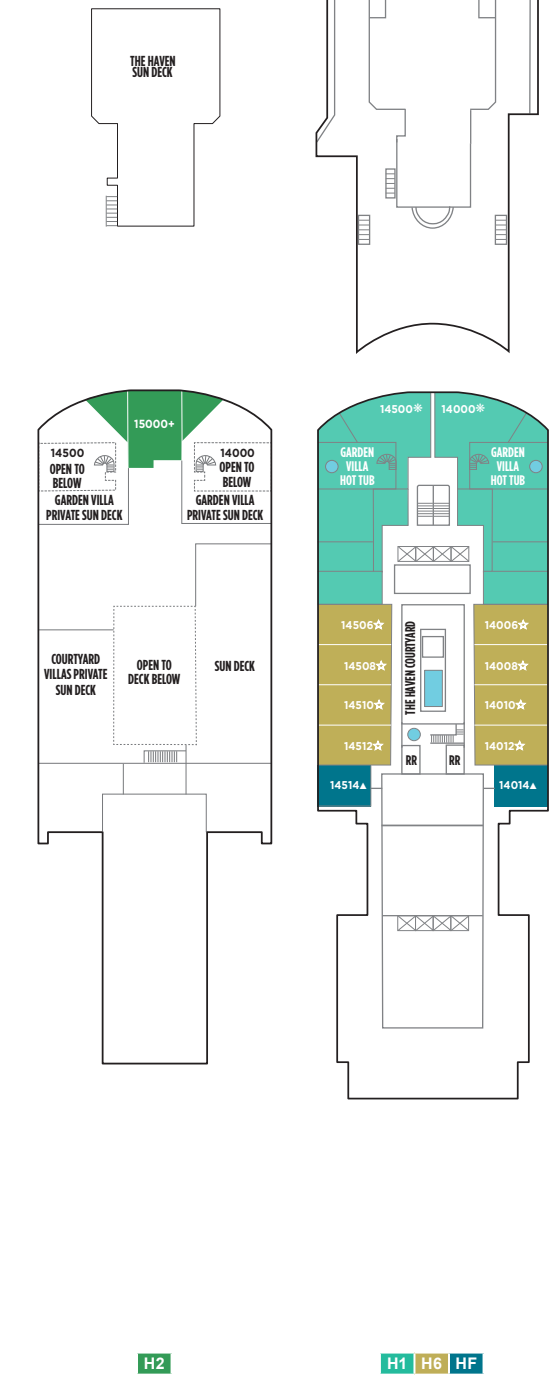 THE HAVEN
SUN DECK
15000+
14500
OPEN TO
BELOW
14000
OPEN TO
BELOW
GARDEN VILLA
PRIVATE SUN DECK
GARDEN VILLA
PRIVATE SUN DECK
COURTYARD
VILLAS PRIVATE
SUN DECK
OPEN TO
DECK BELOW
SUN DECK
14500❊
14000❊
GARDEN
VILLA
HOT TUB
GARDEN
VILLA
HOT TUB
14506☆
14006☆
14508☆
14008☆
THE HAVEN COURTYARD
14510☆
14010☆
14512☆
14012☆
RR
RR
14514▲
14014▲
H2
H1 H6 HF